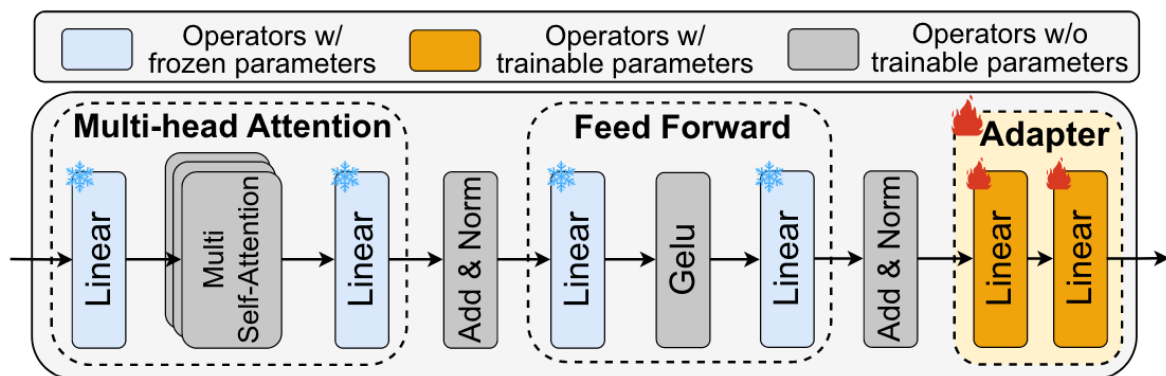 Operators w/
frozen parameters
Operators w/
trainable parameters
Operators w/o
trainable parameters
Multi-head Attention
Feed Forward
Adapter
Linear
Multi
Self-Attention
Linear
Add & Norm
Linear
Gelu
Linear
Add & Norm
Linear
Linear